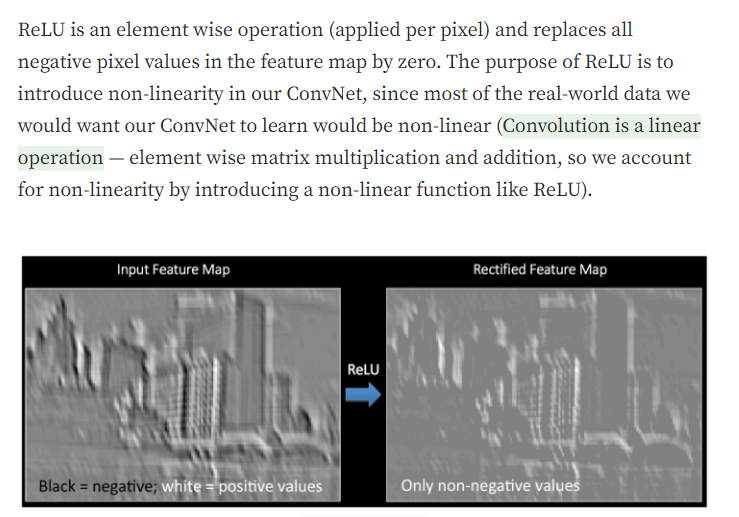 ReLU is an element wise operation (applied per pixel) and replaces all
negative pixel values in the feature map by zero. The purpose of ReLU is to
introduce non-linearity in our ConvNet, since most of the real-world data we
would want our ConvNet to learn would be non-linear (Convolution is a linear
operation — element wise matrix multiplication and addition, so we account
for non-linearity by introducing a non-linear function like ReLU).
Input Feature Map
Rectified Feature Map
ReLU
Black = negative; white = positive values
Only non-negative values